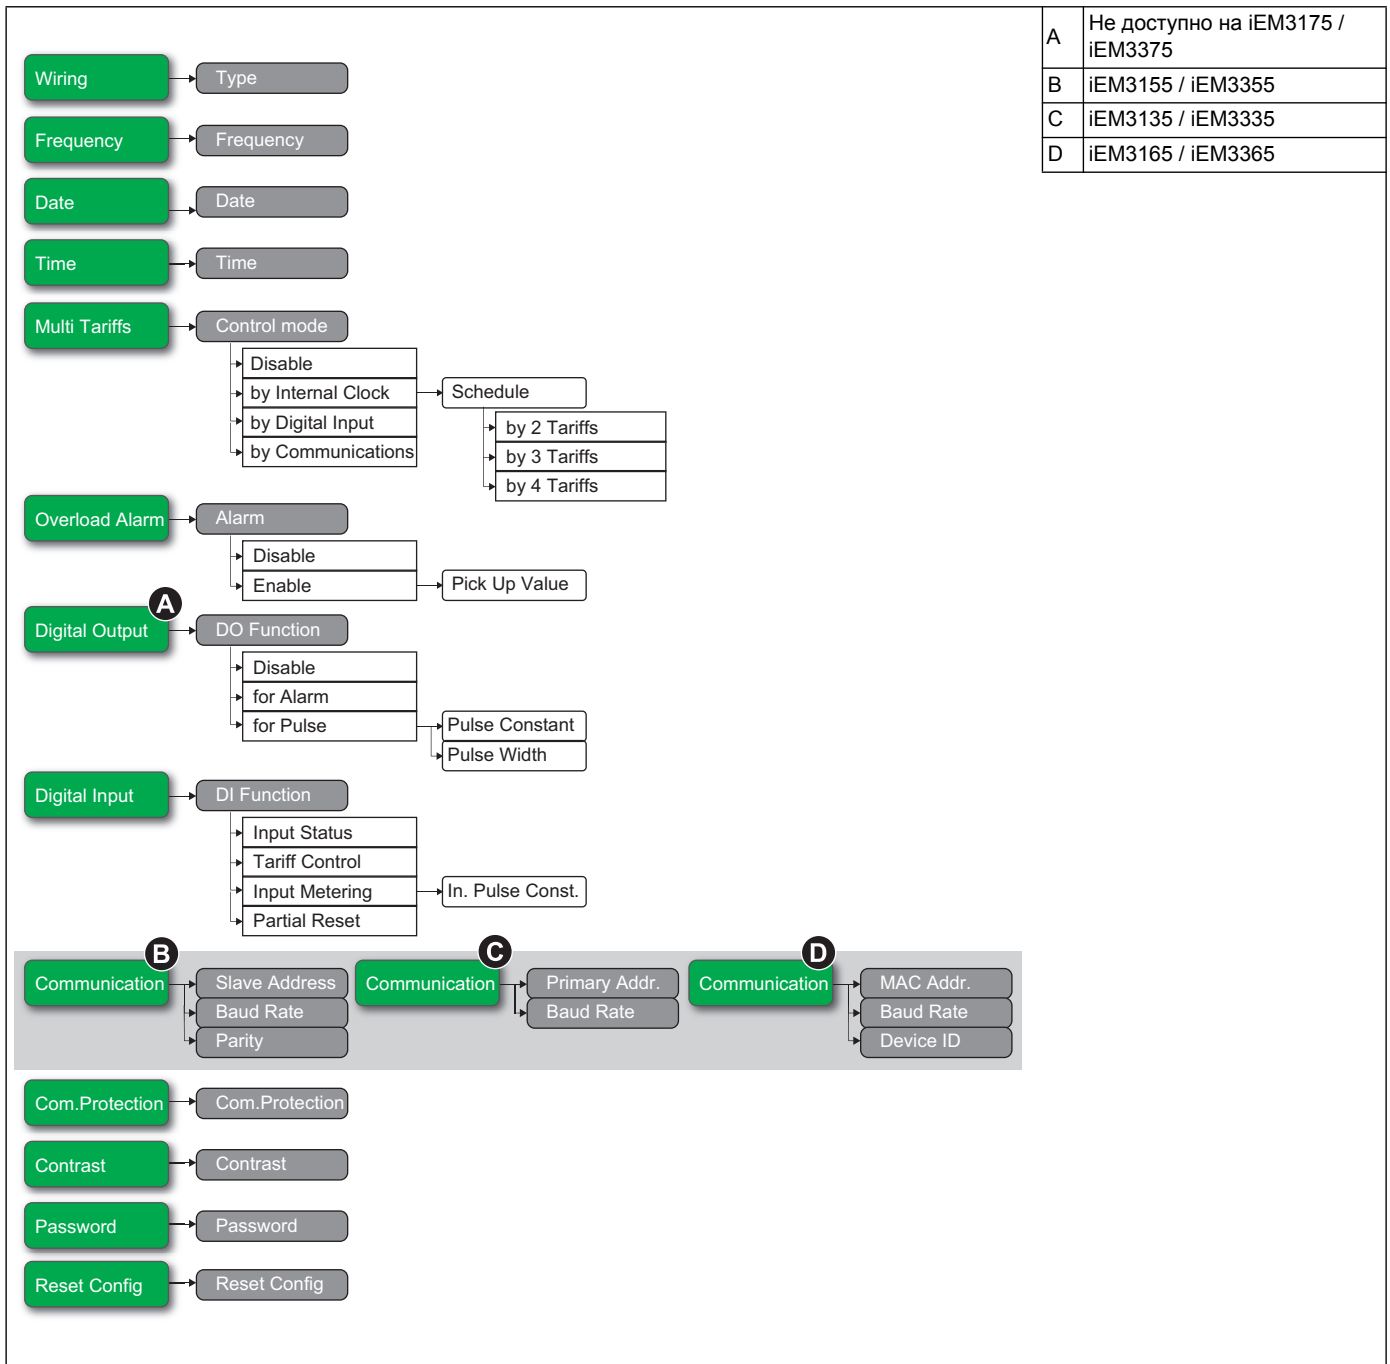 A Не доступно на iEM3175 /
iEM3375
B iEM3155 / iEM3355
C iEM3135 / iEM3335
D iEM3165 / iEM3365
Wiring Type
Frequency Frequency
Date Date
Time Time
Multi Tariffs Control mode
Disable
by Internal Clock Schedule
by Digital Input by 2 Tariffs
by Communications by 3 Tariffs
by 4 Tariffs
Overload Alarm Alarm
Disable
Enable Pick Up Value
A
Digital Output DO Function
Disable
for Alarm
for Pulse Pulse Constant
Pulse Width
Digital Input DI Function
Input Status
Tariff Control
Input Metering In. Pulse Const.
Partial Reset
B C D
Communication Slave Address Communication Primary Addr. Communication MAC Addr.
Baud Rate Baud Rate Baud Rate
Parity Device ID
Com.Protection Com.Protection
Contrast Contrast
Password Password
Reset Config Reset Config